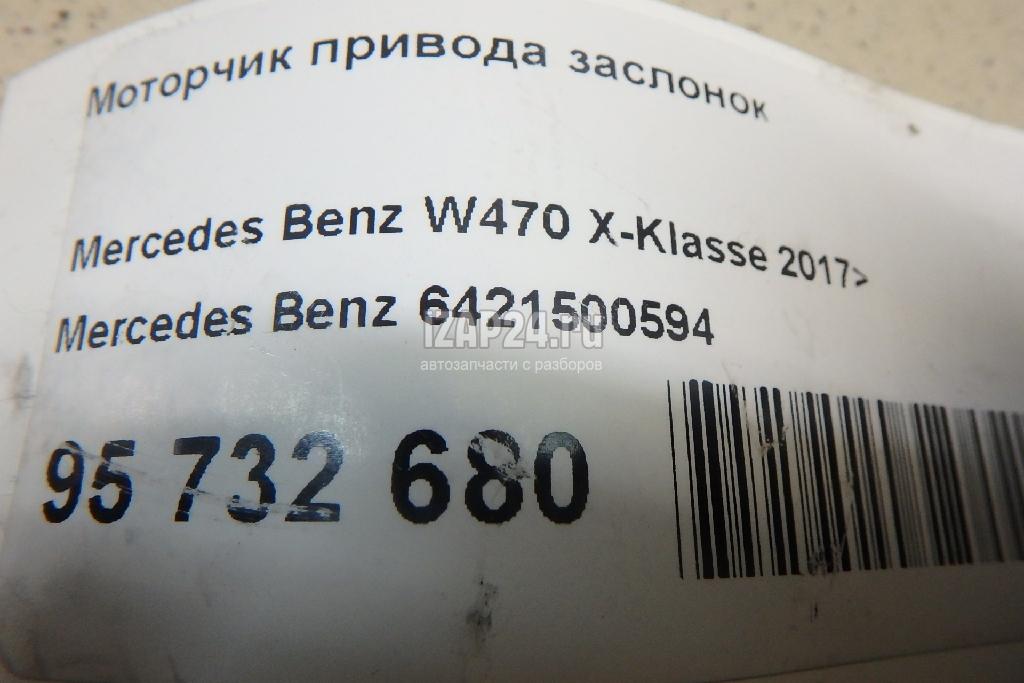 Моторчик привода заслонок
Mercedes Benz W470 X-Klasse 2017>
Mercedes Benz 6421500594
IZAP24.ru
автозапчасти с разборов
95 732 680